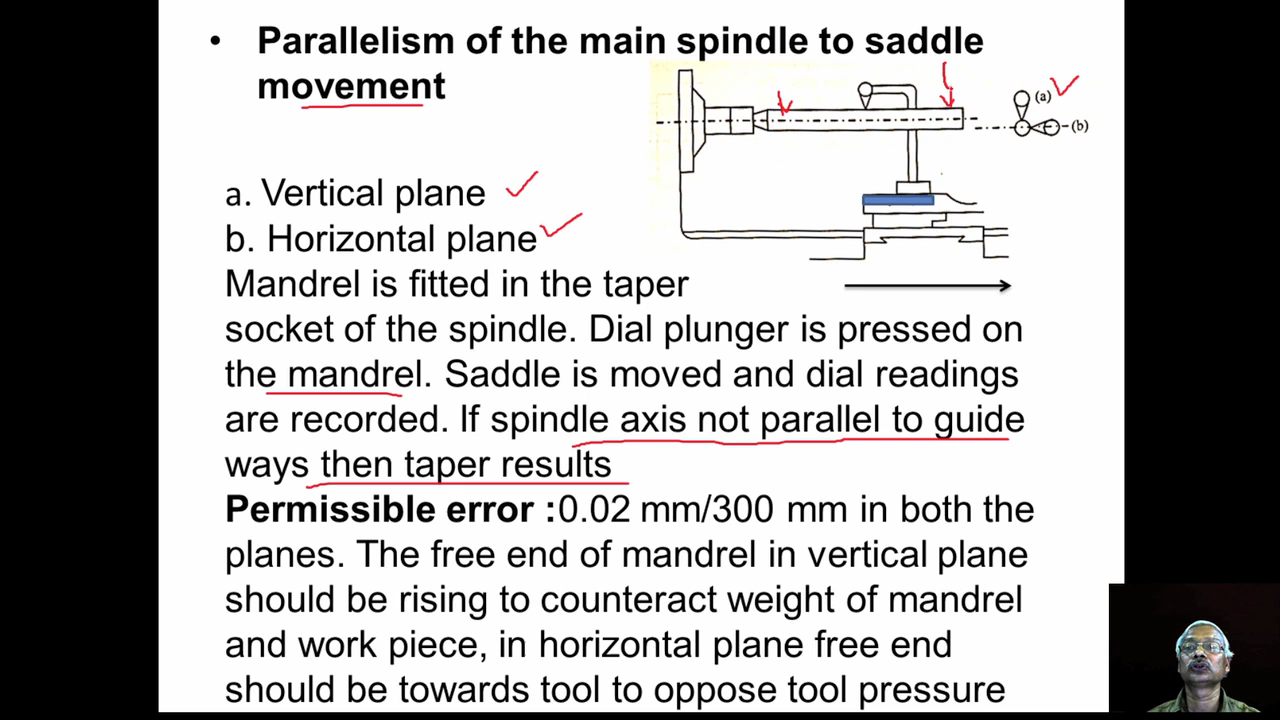 • Parallelism of the main spindle to saddle
movement
(a)
(b)
a. Vertical plane
b. Horizontal plane
Mandrel is fitted in the taper
socket of the spindle. Dial plunger is pressed on
the mandrel. Saddle is moved and dial readings
are recorded. If spindle axis not parallel to guide
ways then taper results
Permissible error :0.02 mm/300 mm in both the
planes. The free end of mandrel in vertical plane
should be rising to counteract weight of mandrel
and work piece, in horizontal plane free end
should be towards tool to oppose tool pressure